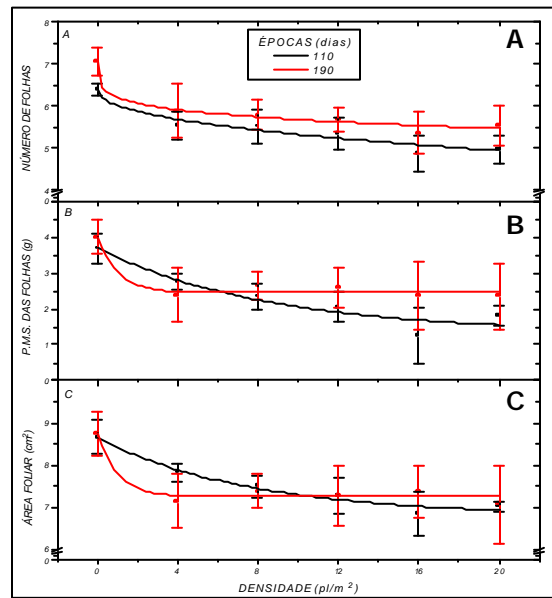 A
ÉPOCAS (dias)
110
190
A
NÚMERO DE FOLHAS
8
7
6
5
4
B
B
P.M.S. DAS FOLHAS (g)
0
5
4
3
2
1
0
C
C
ÁREA FOLIAR (cm²)
9
8
7
6
0
0 4 8 12 16 20
DENSIDADE (pl/m²)